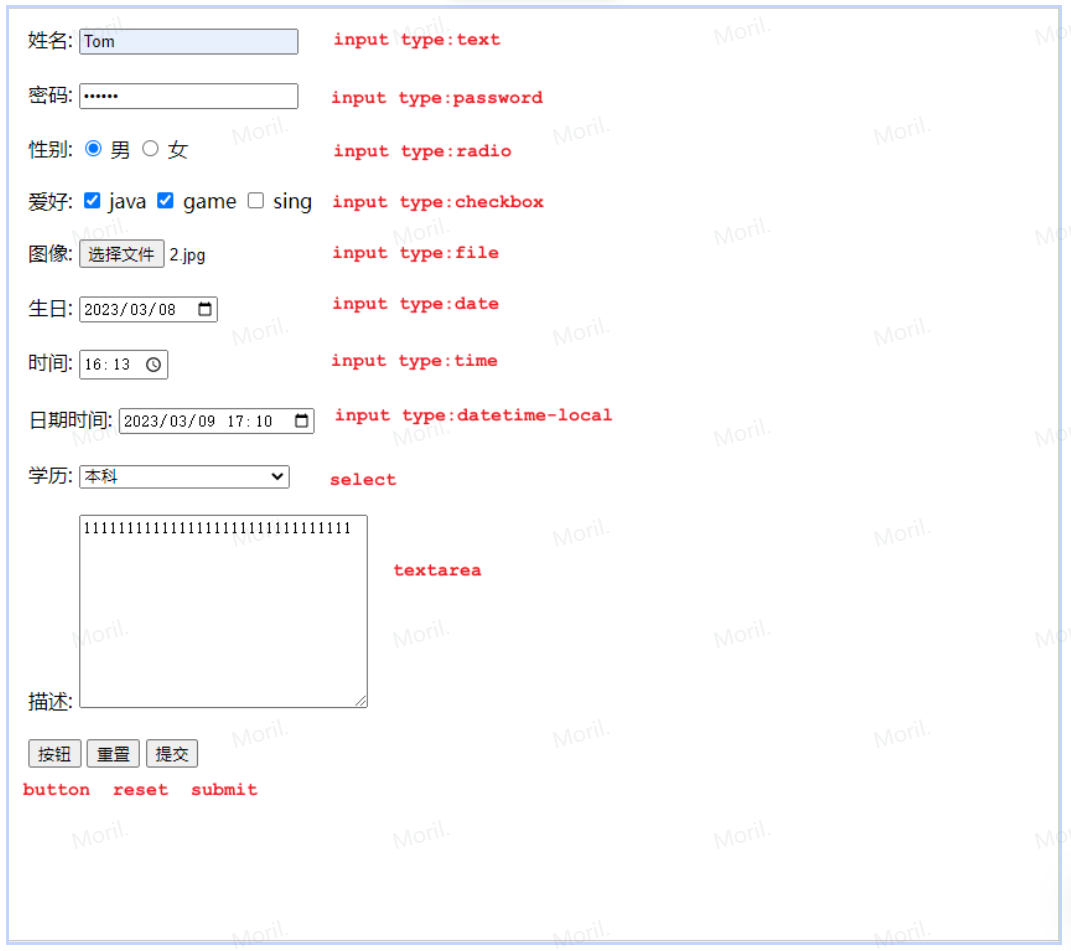 姓名: Tom input type:text
密码: •••••• input type:password
性别: 男 女 input type:radio
爱好: java game sing input type:checkbox
图像: 选择文件 2.jpg input type:file
生日: 2023/03/08 input type:date
时间: 16:13 input type:time
日期时间: 2023/03/09 17:10 input type:datetime-local
学历: 本科 select
1111111111111111111111111111111
textarea
描述:
按钮 重置 提交
button reset submit
Moril.